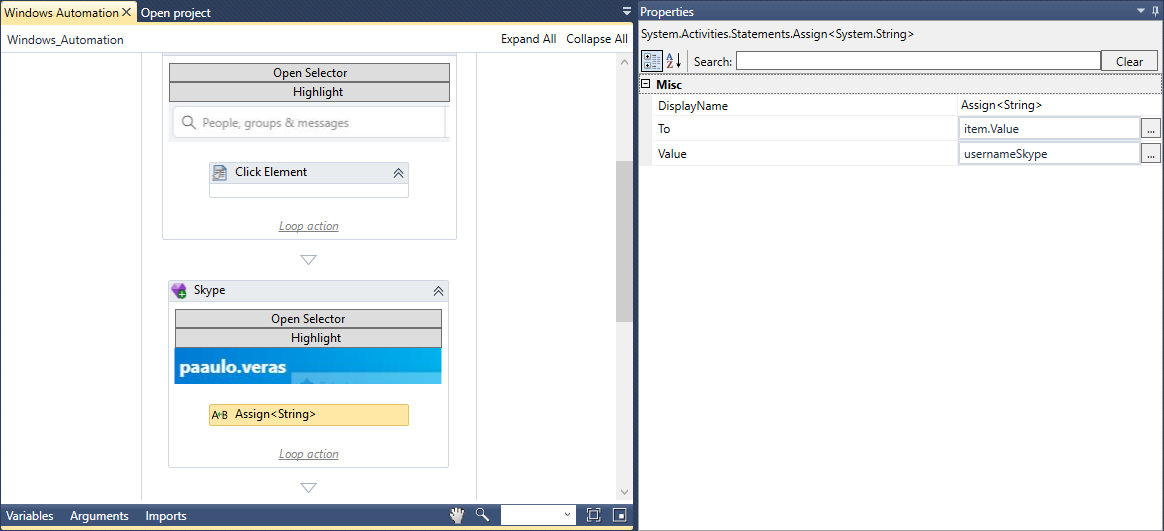 Windows Automation
Open project
Windows_Automation
Expand All
Collapse All
Open Selector
Highlight
People, groups & messages
Click Element
Loop action
Skype
Open Selector
Highlight
paaulo.veras
A+B Assign<String>
Loop action
Variables
Arguments
Imports
Properties
System.Activities.Statements.Assign<System.String>
A
Z
Search:
Clear
Misc
DisplayName
Assign<String>
To
item.Value
...
Value
usernameSkype
...